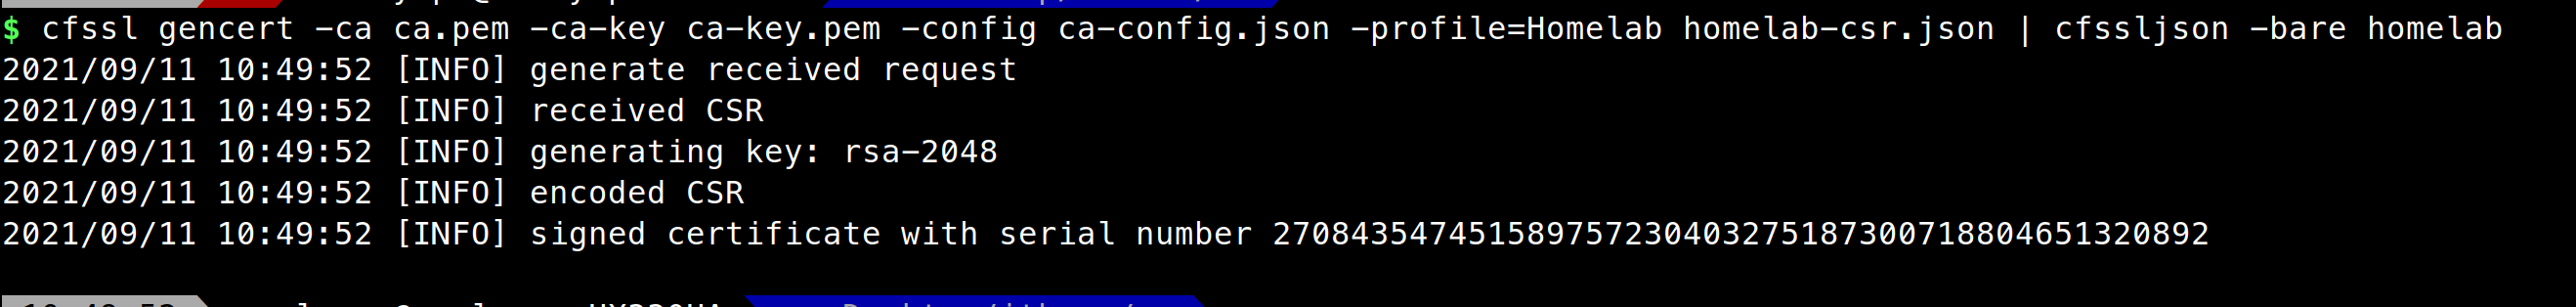 $ cfssl gencert -ca ca.pem -ca-key ca-key.pem -config ca-config.json -profile=Homelab homelab-csr.json | cfssljson -bare homelab
2021/09/11 10:49:52 [INFO] generate received request
2021/09/11 10:49:52 [INFO] received CSR
2021/09/11 10:49:52 [INFO] generating key: rsa-2048
2021/09/11 10:49:52 [INFO] encoded CSR
2021/09/11 10:49:52 [INFO] signed certificate with serial number 270843547451589757230403275187300718804651320892